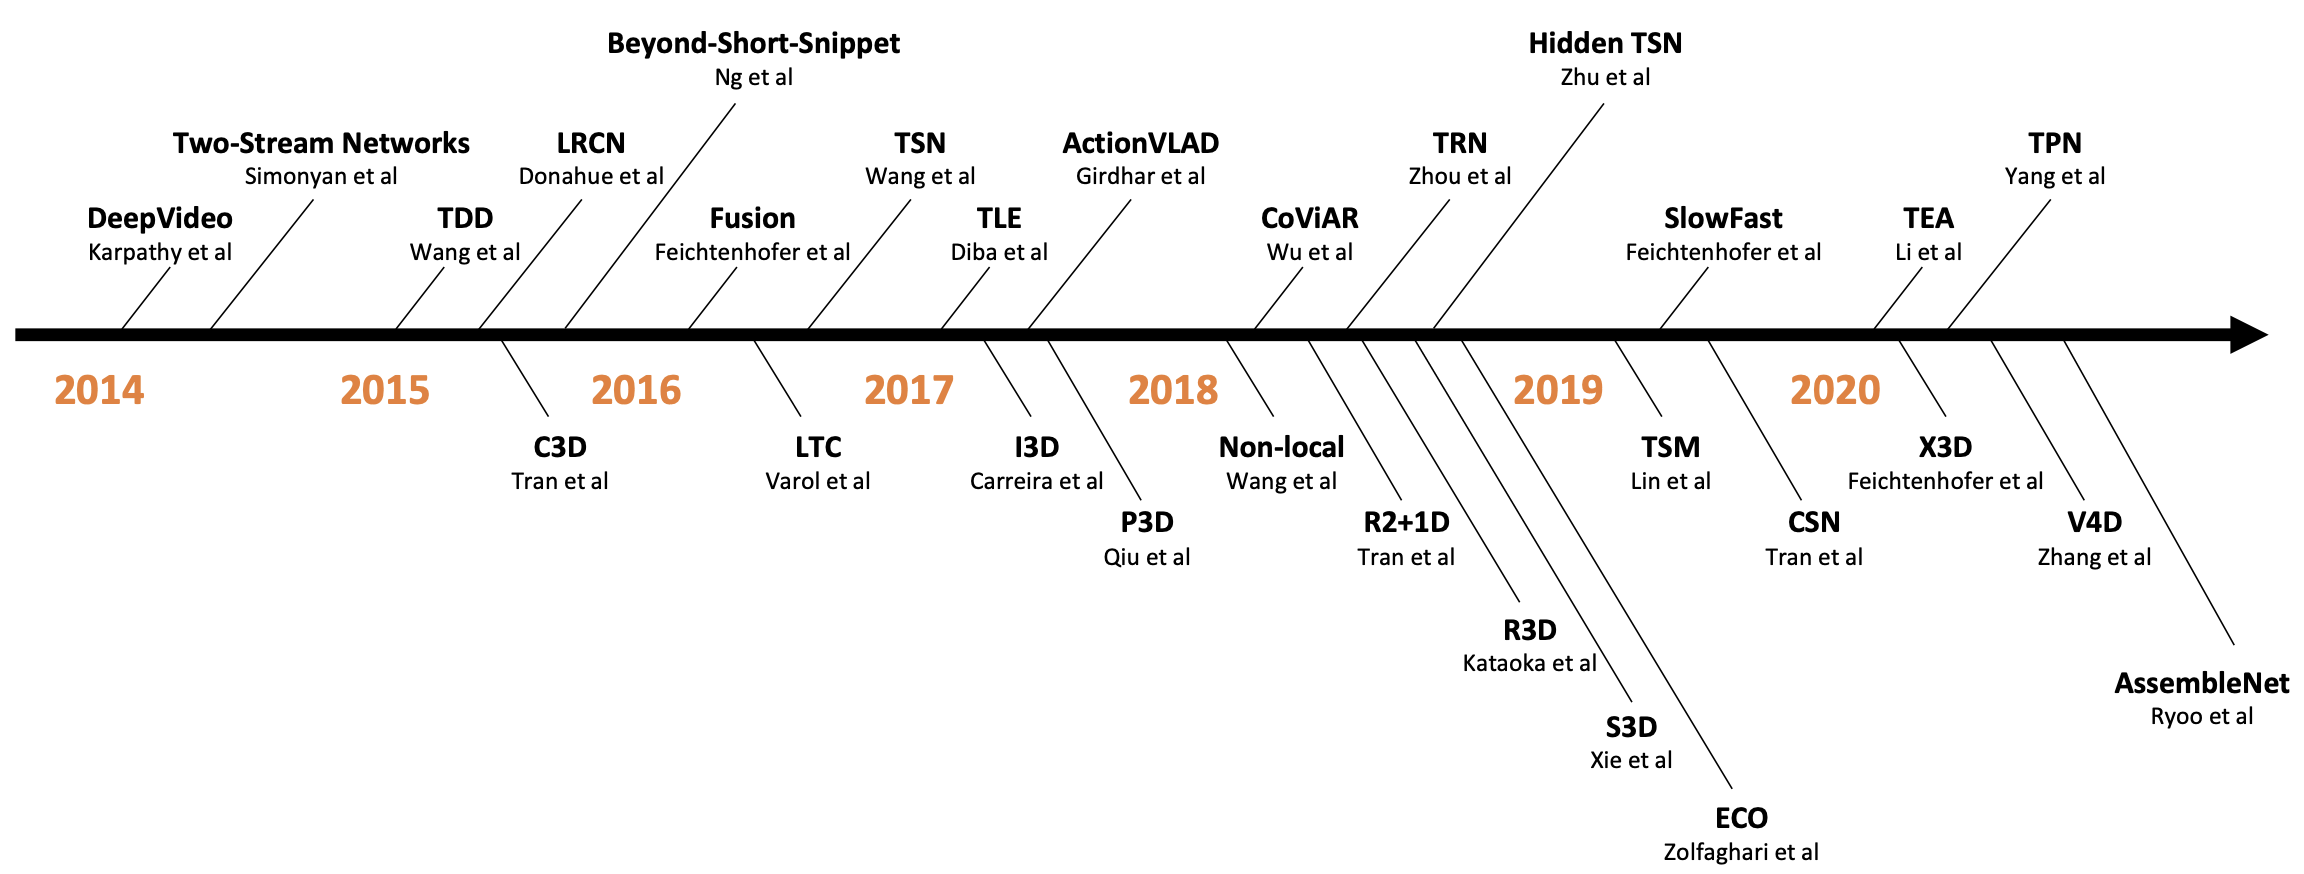 Beyond-Short-Snippet
Ng et al
Hidden TSN
Zhu et al
Two-Stream Networks
Simonyan et al
LRCN
Donahue et al
TSN
Wang et al
ActionVLAD
Girdhar et al
TRN
Zhou et al
TPN
Yang et al
DeepVideo
Karpathy et al
TDD
Wang et al
Fusion
Feichtenhofer et al
TLE
Diba et al
CoViAR
Wu et al
SlowFast
Feichtenhofer et al
TEA
Li et al
2014
2015
2016
2017
2018
2019
2020
C3D
Tran et al
LTC
Varol et al
I3D
Carreira et al
Non-local
Wang et al
TSM
Lin et al
X3D
Feichtenhofer et al
P3D
Qiu et al
R2+1D
Tran et al
CSN
Tran et al
V4D
Zhang et al
R3D
Kataoka et al
AssembleNet
Ryoo et al
S3D
Xie et al
ECO
Zolfaghari et al